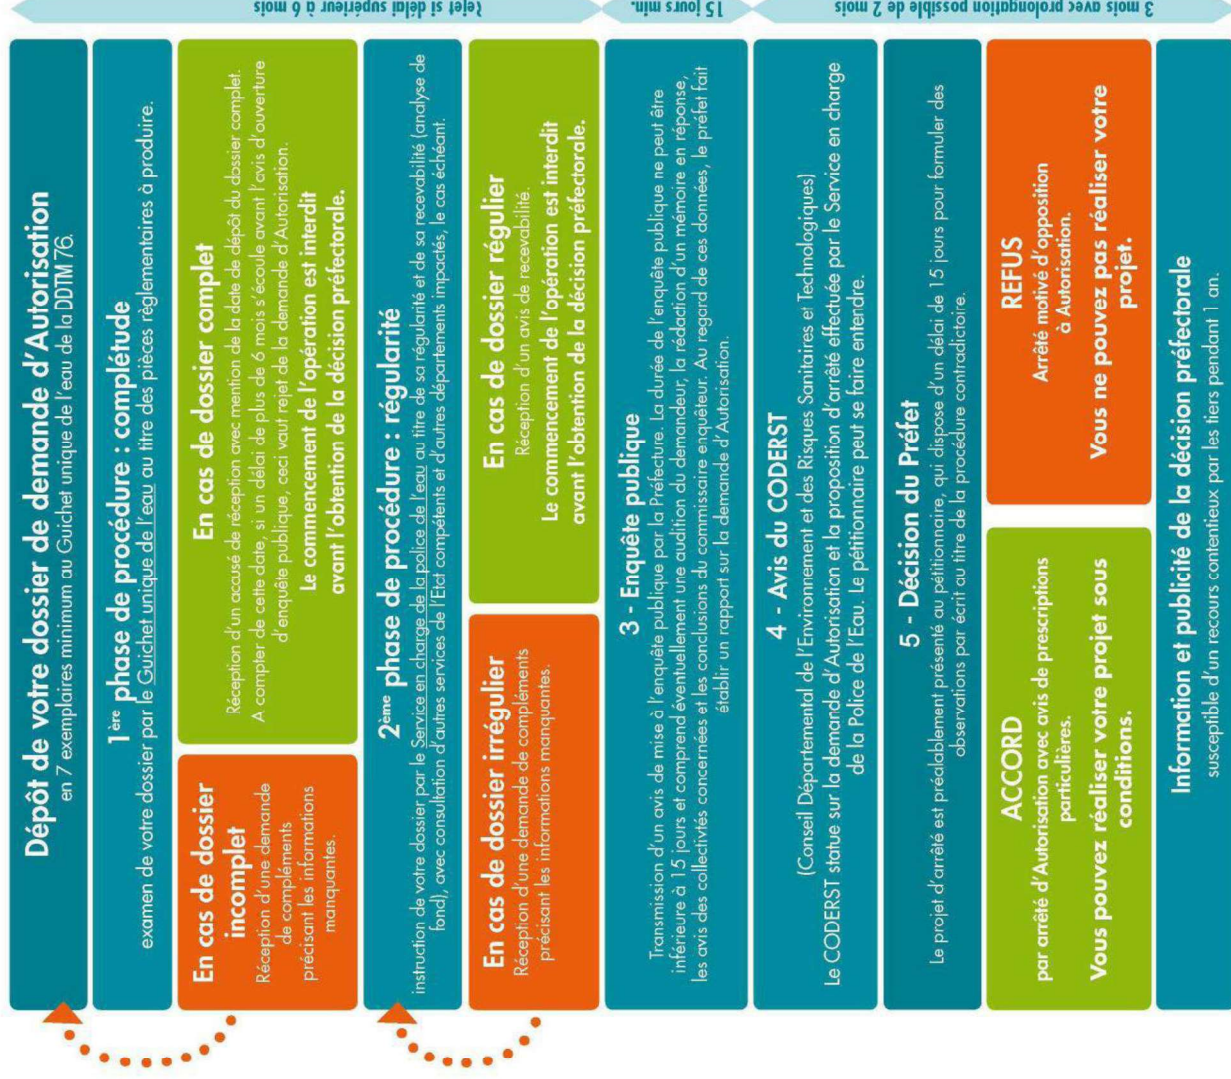 Dépôt de votre dossier de demande d'Autorisation
en 7 exemplaires minimum au Guichet unique de l'eau de la DDTM 76.
1ère phase de procédure : complétude
examen de votre dossier par le Guichet unique de l'eau au titre des pièces règlementaires à produire.
En cas de dossier
incomplet
Réception d'une demande
de compléments
précisant les informations
manquantes.
En cas de dossier complet
Réception d'un accusé de réception avec mention de la date de dépôt du dossier complet.
A compter de cette date, si un délai de plus de 6 mois s'écoule avant l'avis d'ouverture
d'enquête publique, ceci vaut rejet de la demande d'Autorisation.
Le commencement de l'opération est interdit
avant l'obtention de la décision préfectorale.
2ème phase de procédure : régularité
instruction de votre dossier par le Service en charge de la police de l'eau au titre de sa régularité et de sa recevabilité (analyse de
fond), avec consultation d'autres services de l'Etat compétents et d'autres départements impactés, le cas échéant.
En cas de dossier irrégulier
Réception d'une demande de compléments
précisant les informations manquantes.
En cas de dossier régulier
Réception d'un avis de recevabilité.
Le commencement de l'opération est interdit
avant l'obtention de la décision préfectorale.
Rejet si délai supérieur à 6 mois
3 - Enquête publique
Transmission d'un avis de mise à l'enquête publique par la Préfecture. La durée de l'enquête publique ne peut être
inférieure à 15 jours et comprend éventuellement une audition du demandeur, la rédaction d'un mémoire en réponse,
les avis des collectivités concernées et les conclusions du commissaire enquêteur. Au regard de ces données, le préfet fait
établir un rapport sur la demande d'Autorisation.
15 jours min.
4 - Avis du CODERST
(Conseil Départemental de l'Environnement et des Risques Sanitaires et Technologiques)
Le CODERST statue sur la demande d'Autorisation et la proposition d'arrêté effectuée par le Service en charge
de la Police de l'Eau. Le pétitionnaire peut se faire entendre.
5 - Décision du Préfet
Le projet d'arrêté est préalablement présenté au pétitionnaire, qui dispose d'un délai de 15 jours pour formuler des
observations par écrit au titre de la procédure contradictoire.
ACCORD
par arrêté d'Autorisation avec avis de prescriptions
particulières.
Vous pouvez réaliser votre projet sous
conditions.
REFUS
Arrêté motivé d'opposition
à Autorisation.
Vous ne pouvez pas réaliser votre
projet.
Information et publicité de la décision préfectorale
susceptible d'un recours contentieux par les tiers pendant 1 an.
3 mois avec prolongation possible de 2 mois